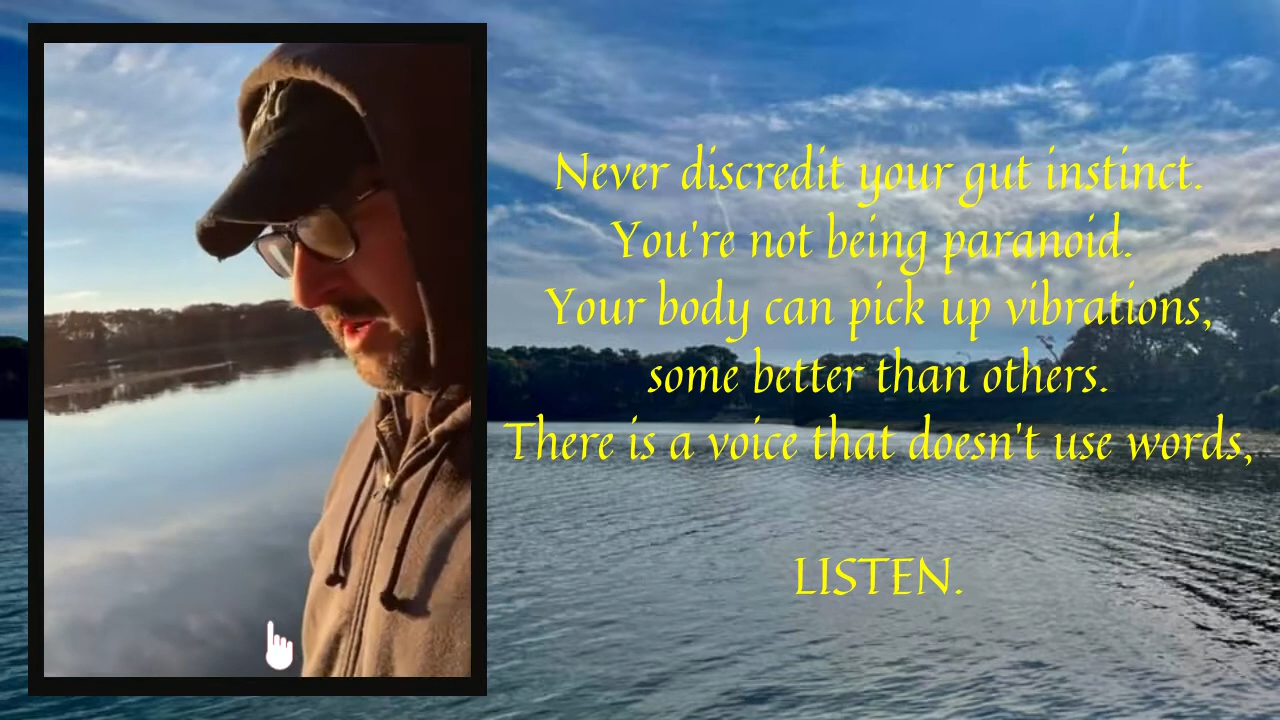 Never discredit your gut instinct.
You're not being paranoid.
Your body can pick up vibrations,
some better than others.
There is a voice that doesn't use words,
LISTEN.